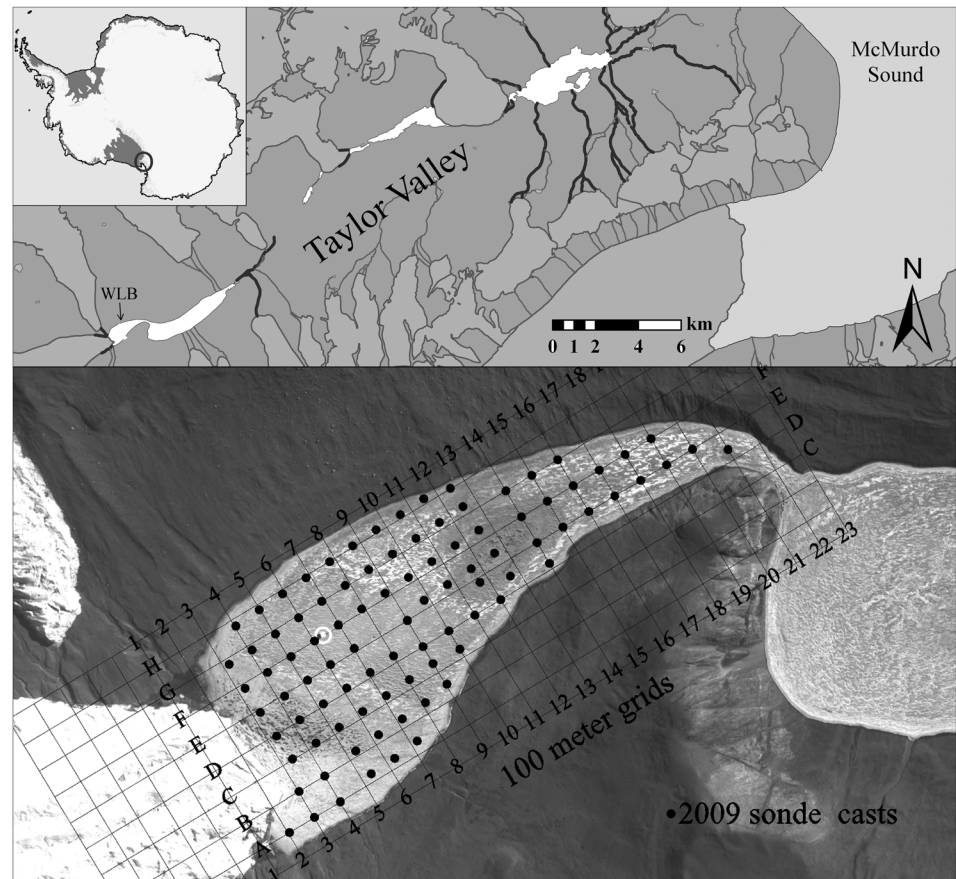 McMurdo
Sound
Taylor Valley
WLB
N
km
0 1 2 4 6
1 2 3 4 5 6 7 8 9 10 11 12 13 14 15 16 17 18
F
E
D
C
H
G
F
E
D
C
B
A
1 2 3 4 5 6 7 8 9 10 11 12 13 14 15 16 17 18 19 20 21 22 23
100 meter grids
2009 sonde casts